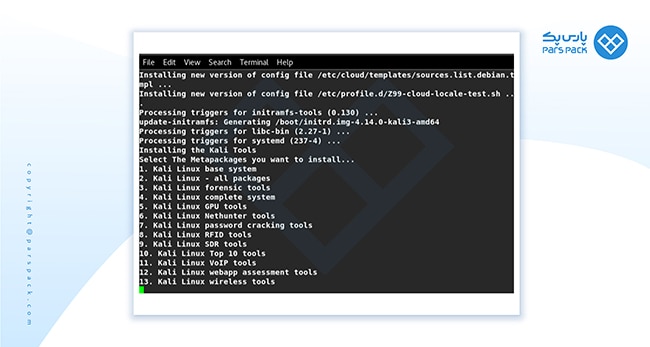 پارس پک
PARS PACK
File Edit View Search Terminal Help
Installing new version of config file /etc/cloud/templates/sources.list.debian.t
mpl ...
Installing new version of config file /etc/profile.d/Z99-cloud-locale-test.sh ..
.
Processing triggers for initramfs-tools (0.130) ...
update-initramfs: Generating /boot/initrd.img-4.14.0-kali3-amd64
Processing triggers for libc-bin (2.27-1) ...
Processing triggers for systemd (237-4) ...
Installing the Kali Tools
Select The Metapackages you want to install...
1. Kali Linux base system
2. Kali Linux - all packages
3. Kali Linux forensic tools
4. Kali Linux complete system
5. Kali Linux GPU tools
6. Kali Linux Nethunter tools
7. Kali Linux password cracking tools
8. Kali Linux RFID tools
9. Kali Linux SDR tools
10. Kali Linux Top 10 tools
11. Kali Linux VoIP tools
12. Kali Linux webapp assessment tools
13. Kali Linux wireless tools
copyright@parspack.com